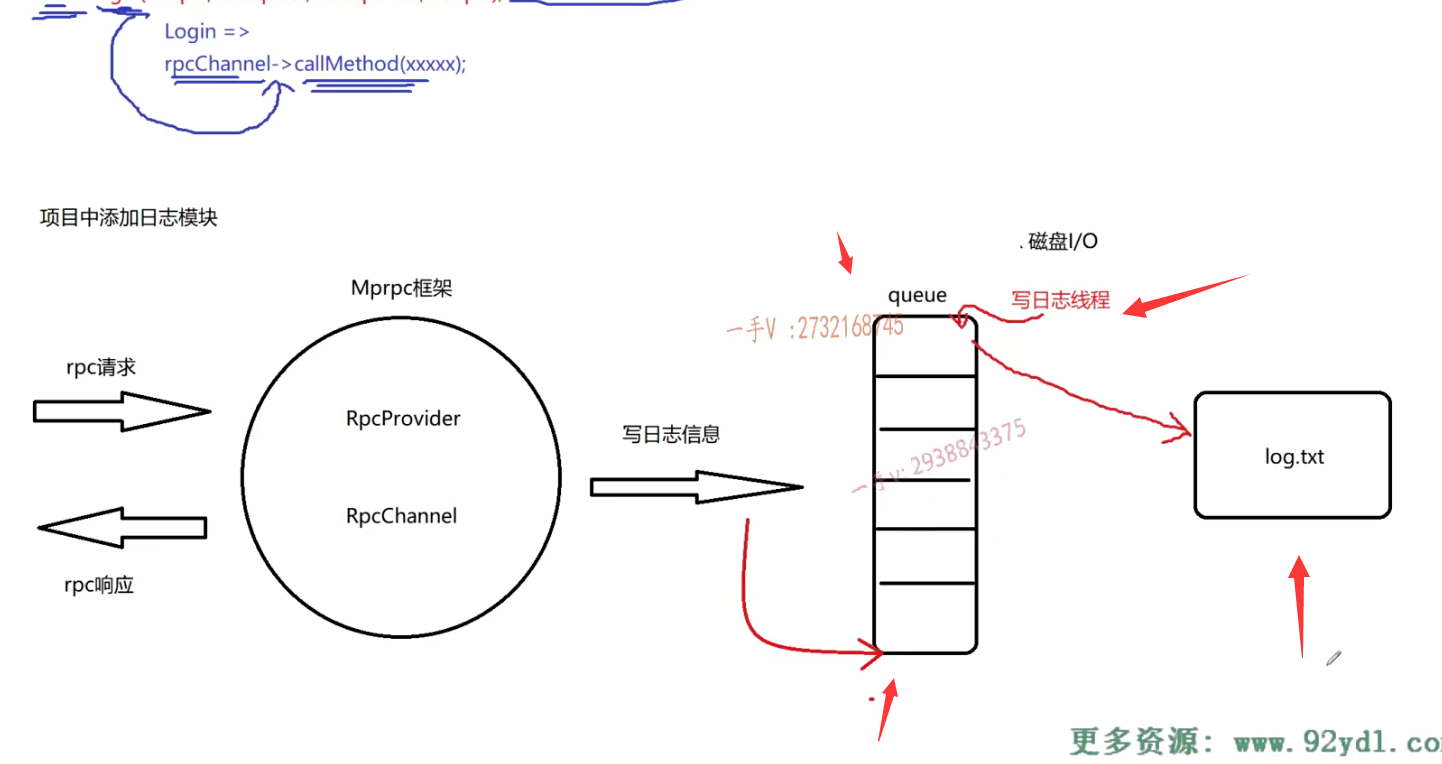 Login =>
rpcChannel->callMethod(xxxxx);
项目中添加日志模块
.磁盘I/O
Mprpc框架
queue
写日志线程
一手V :2732168745
rpc请求
RpcProvider
写日志信息
一手v: 2938843375
log.txt
RpcChannel
rpc响应
更多资源: www.92ydl.co